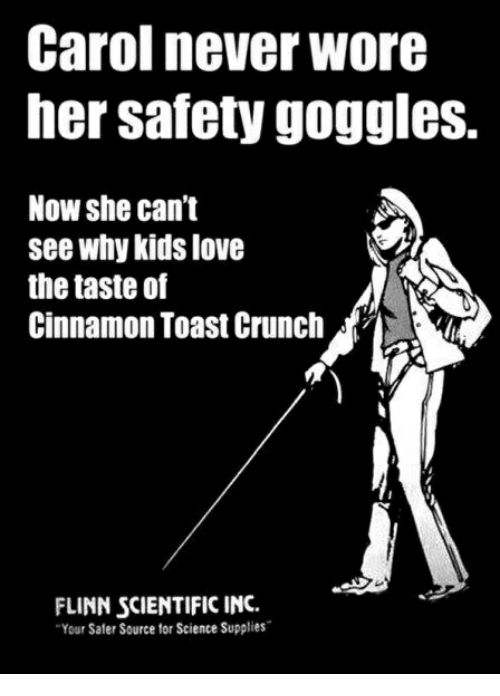 Carol never wore
her safety goggles.
Now she can't
see why kids love
the taste of
Cinnamon Toast Crunch
FLINN SCIENTIFIC INC.
"Your Safer Source for Science Supplies"